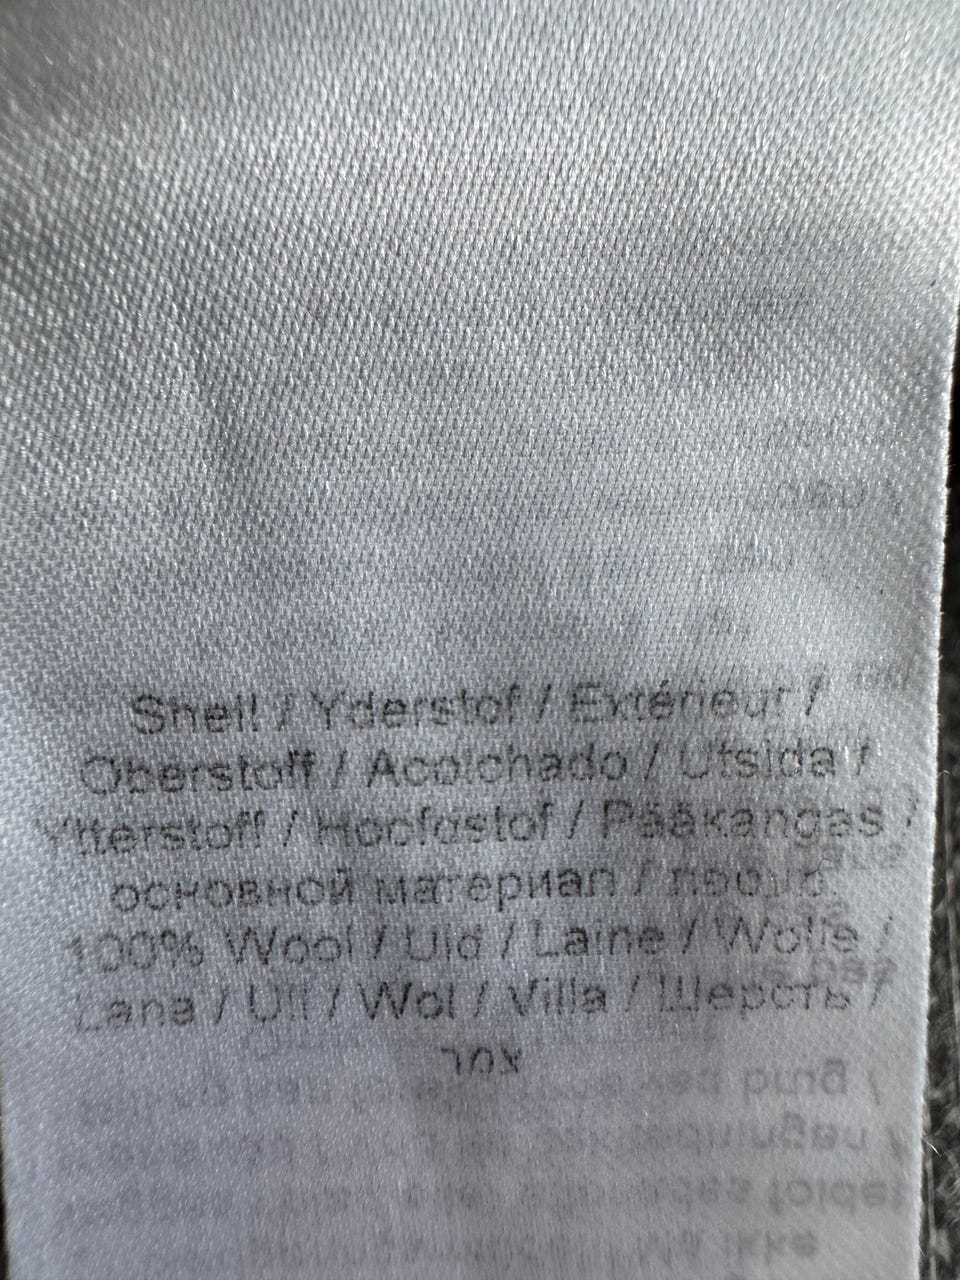 Shell / Yderstof / Extérieur /
Oberstoff / Acolchado / Utsida /
Ytterstoff / Hoofdstof / Pääkangas /
основной материал /
100% Wool / Uld / Laine / Wolle /
Lana / Ull / Wol / Villa / Шерсть /
צמר